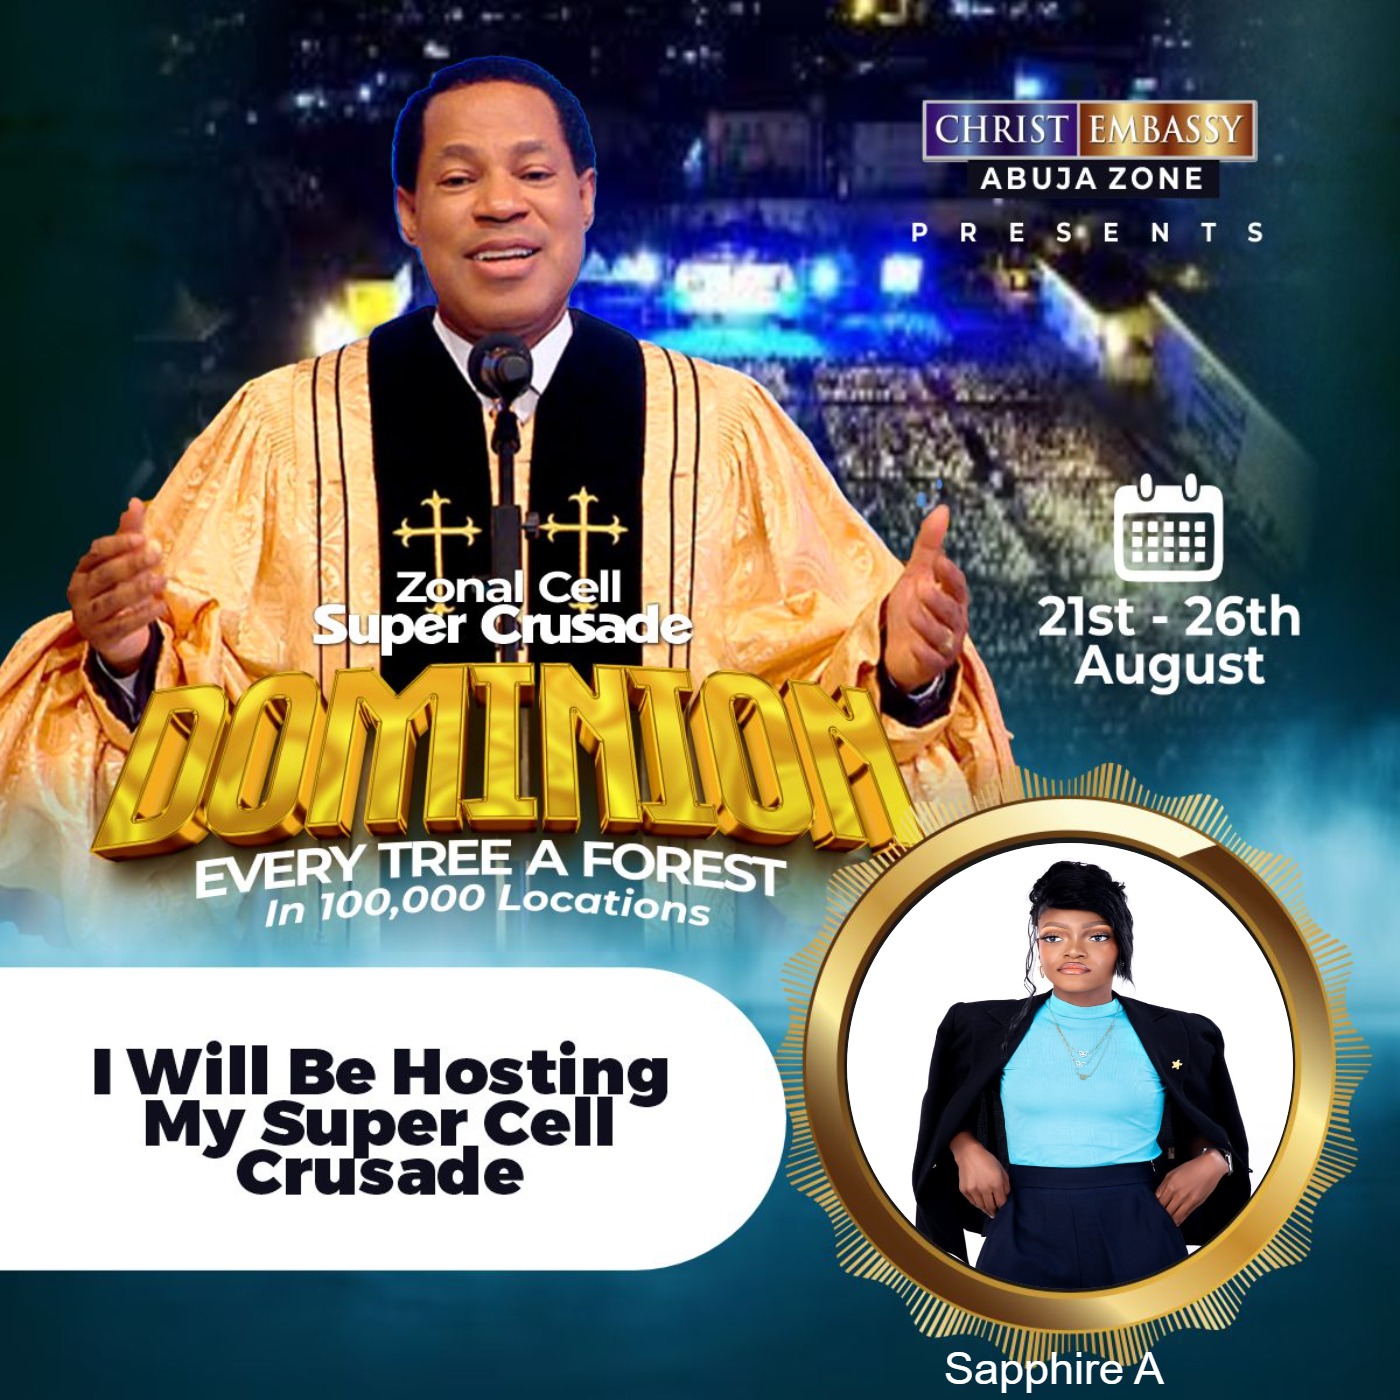 CHRIST EMBASSY
ABUJA ZONE
PRESENTS
21st - 26th
August
Zonal Cell
Super Crusade
DOMINION
EVERY TREE A FOREST
In 100,000 Locations
I Will Be Hosting
My Super Cell
Crusade
Sapphire A